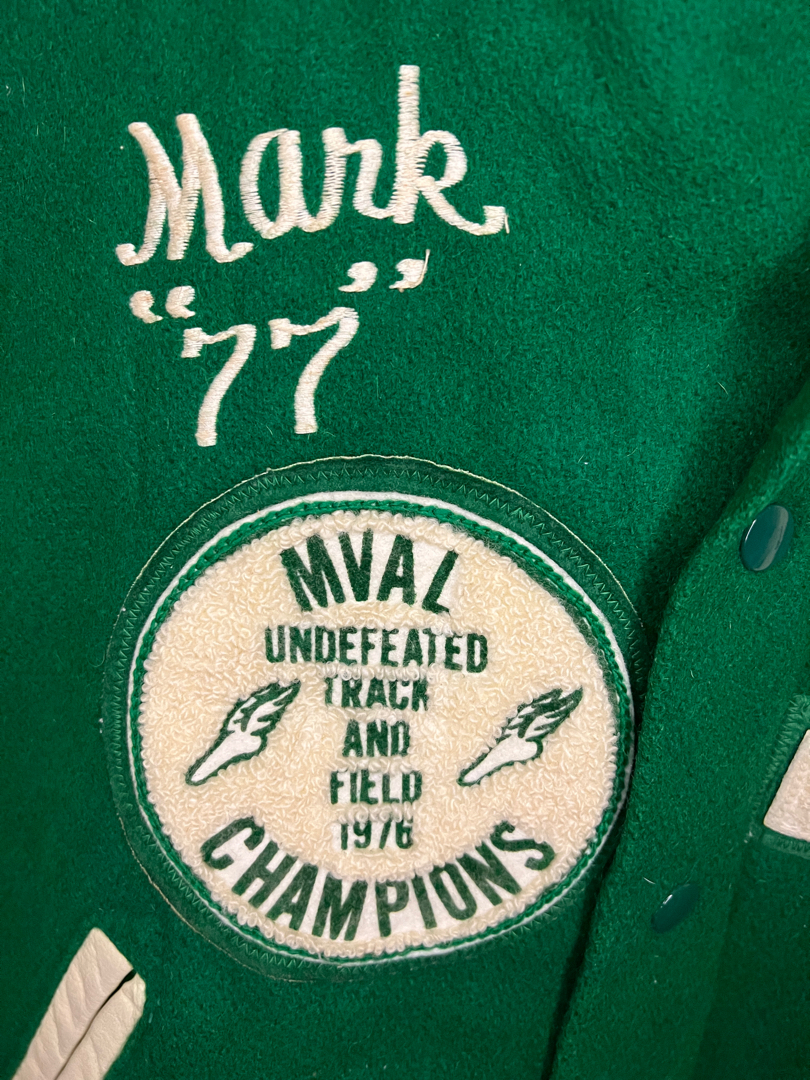 Mark
“77”
MVAL
UNDEFEATED
TRACK
AND
FIELD
1976
CHAMPIONS